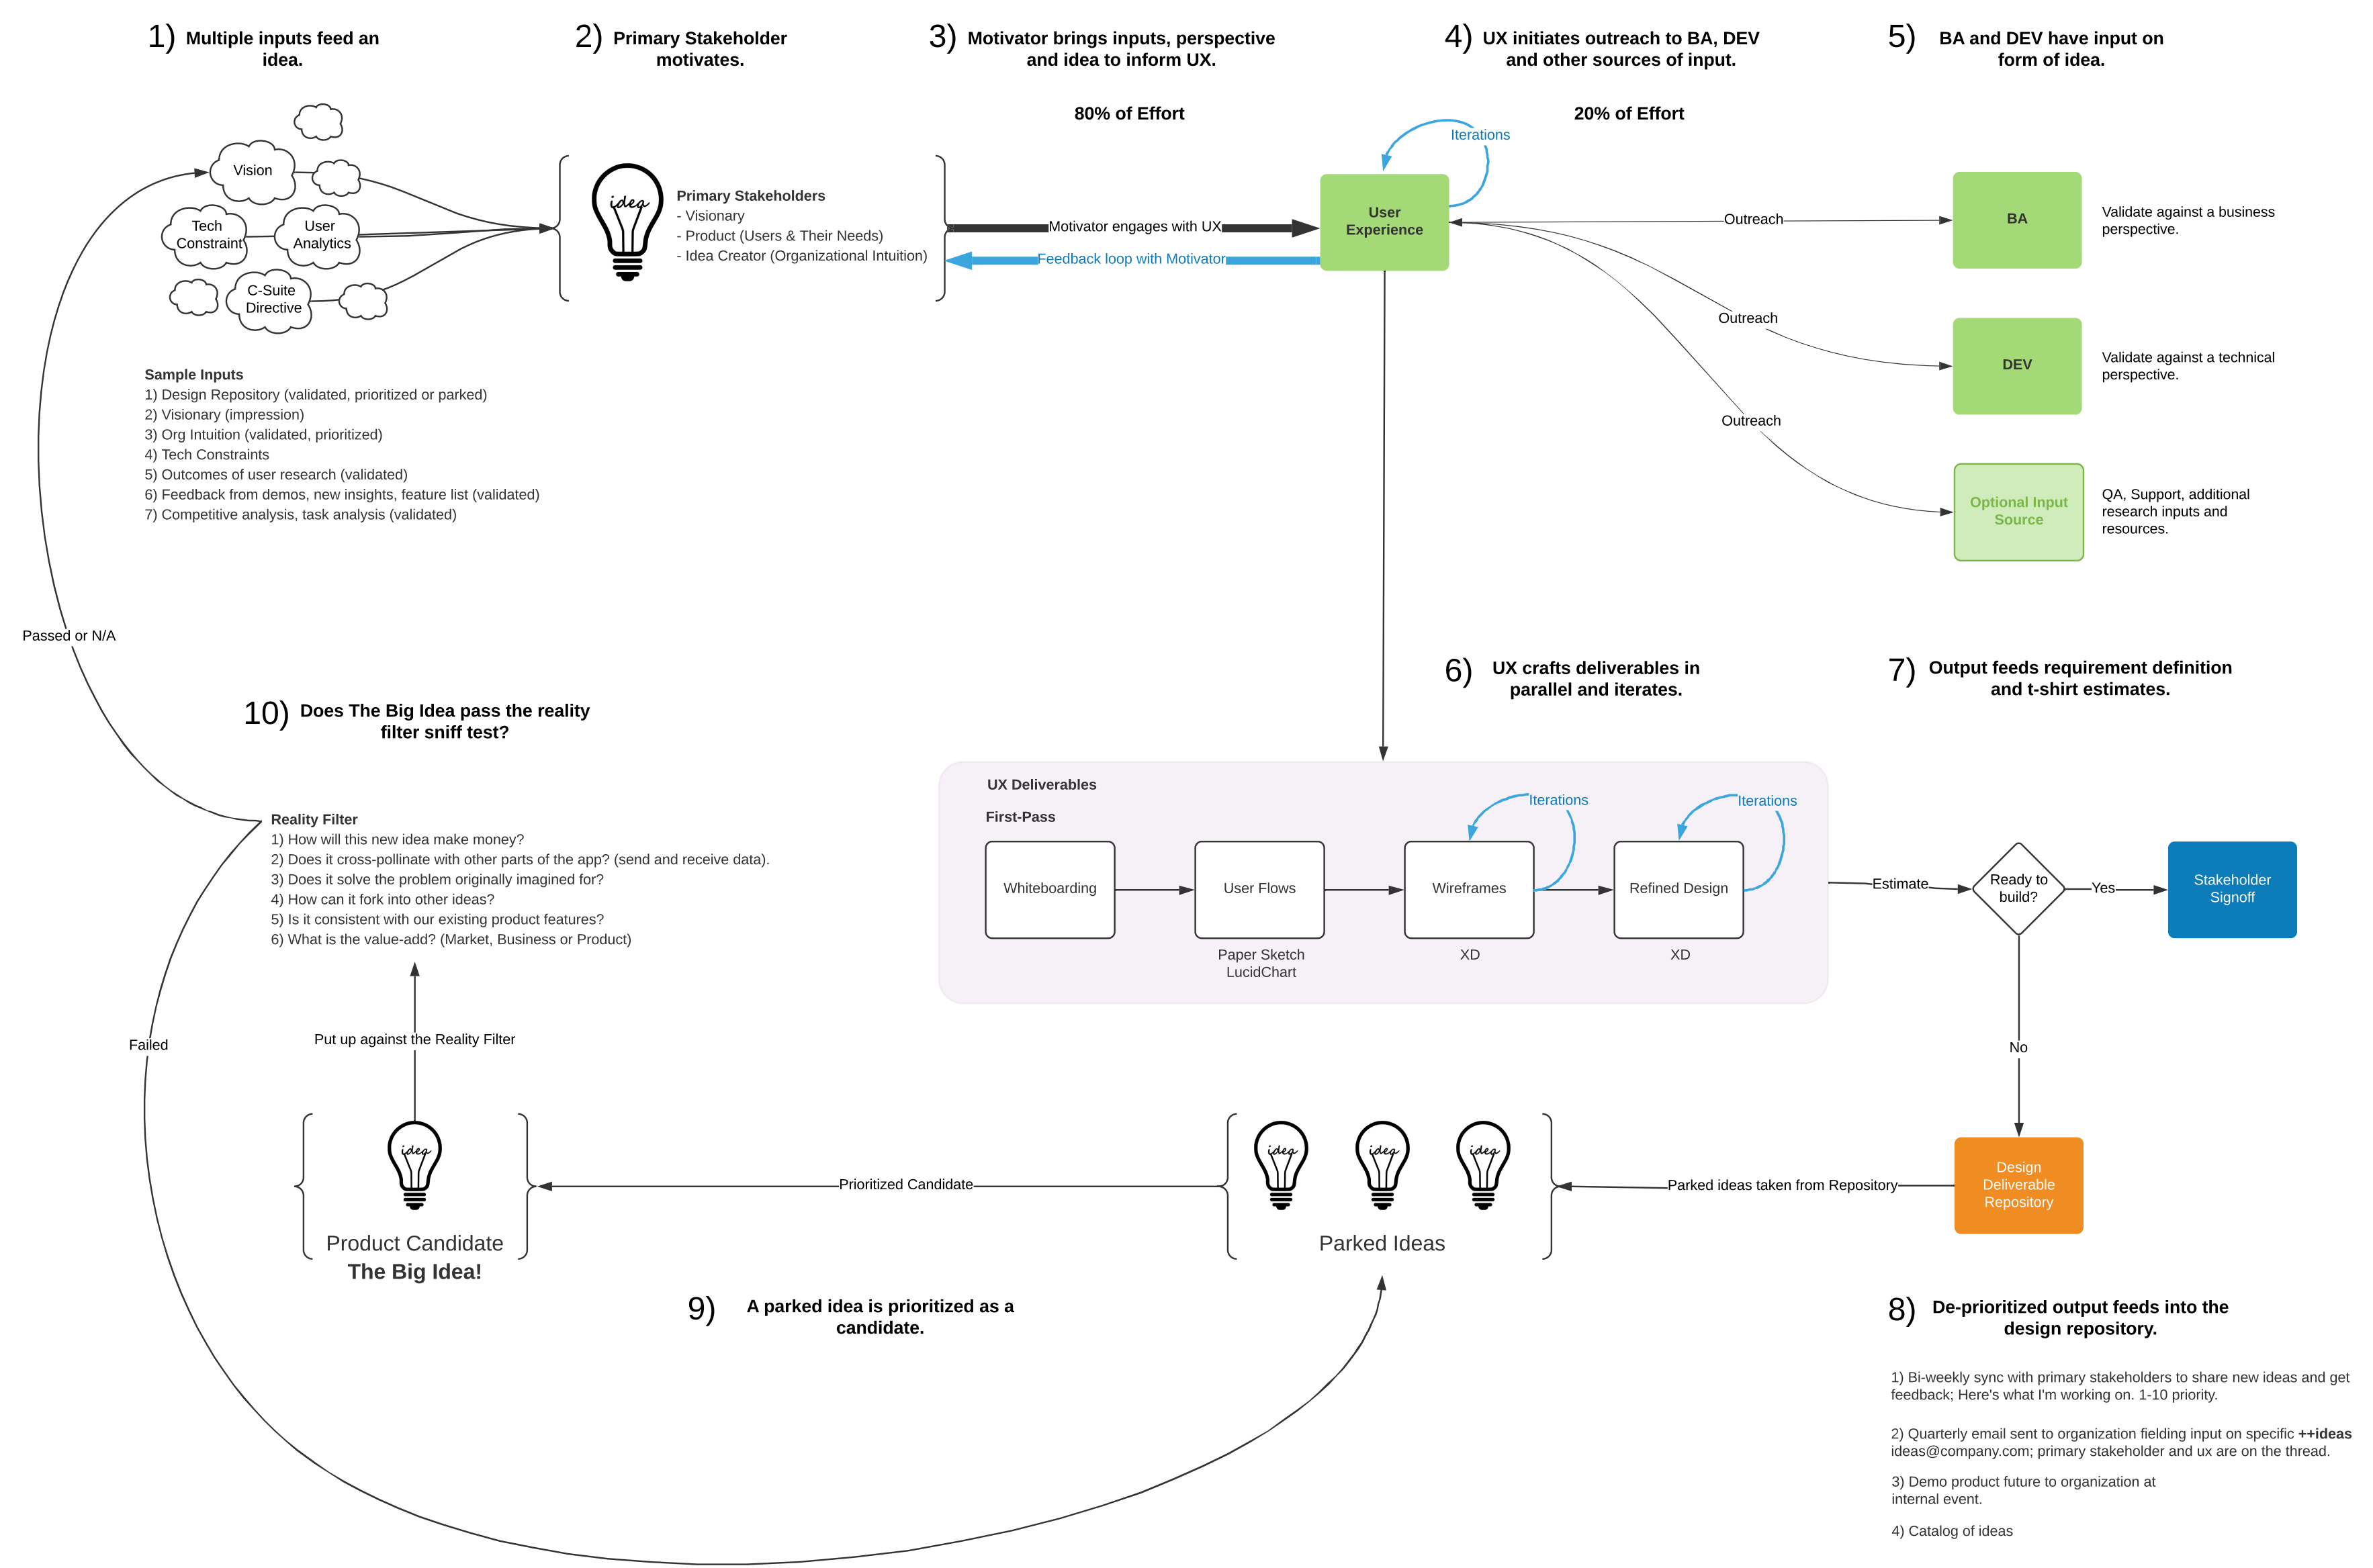 1) Multiple inputs feed an
idea.
2) Primary Stakeholder
motivates.
3) Motivator brings inputs, perspective
and idea to inform UX.
4) UX initiates outreach to BA, DEV
and other sources of input.
5) BA and DEV have input on
form of idea.
80% of Effort
20% of Effort
Iterations
Vision
Tech
Constraint
User
Analytics
C-Suite
Directive
idea
Primary Stakeholders
- Visionary
- Product (Users & Their Needs)
- Idea Creator (Organizational Intuition)
Motivator engages with UX
Feedback loop with Motivator
User
Experience
Outreach
Outreach
Outreach
BA
Validate against a business
perspective.
DEV
Validate against a technical
perspective.
Optional Input
Source
QA, Support, additional
research inputs and
resources.
Sample Inputs
1) Design Repository (validated, prioritized or parked)
2) Visionary (impression)
3) Org Intuition (validated, prioritized)
4) Tech Constraints
5) Outcomes of user research (validated)
6) Feedback from demos, new insights, feature list (validated)
7) Competitive analysis, task analysis (validated)
Passed or N/A
6) UX crafts deliverables in
parallel and iterates.
7) Output feeds requirement definition
and t-shirt estimates.
10) Does The Big Idea pass the reality
filter sniff test?
Reality Filter
1) How will this new idea make money?
2) Does it cross-pollinate with other parts of the app? (send and receive data).
3) Does it solve the problem originally imagined for?
4) How can it fork into other ideas?
5) Is it consistent with our existing product features?
6) What is the value-add? (Market, Business or Product)
UX Deliverables
First-Pass
Iterations
Iterations
Whiteboarding
User Flows
Wireframes
Refined Design
Paper Sketch
LucidChart
XD
XD
Estimate
Ready to
build?
Yes
Stakeholder
Signoff
No
Failed
Put up against the Reality Filter
idea
Product Candidate
The Big Idea!
Prioritized Candidate
idea
idea
idea
Parked Ideas
Parked ideas taken from Repository
Design
Deliverable
Repository
9) A parked idea is prioritized as a
candidate.
8) De-prioritized output feeds into the
design repository.
1) Bi-weekly sync with primary stakeholders to share new ideas and get
feedback; Here's what I'm working on. 1-10 priority.
2) Quarterly email sent to organization fielding input on specific ++ideas
ideas@company.com; primary stakeholder and ux are on the thread.
3) Demo product future to organization at
internal event.
4) Catalog of ideas